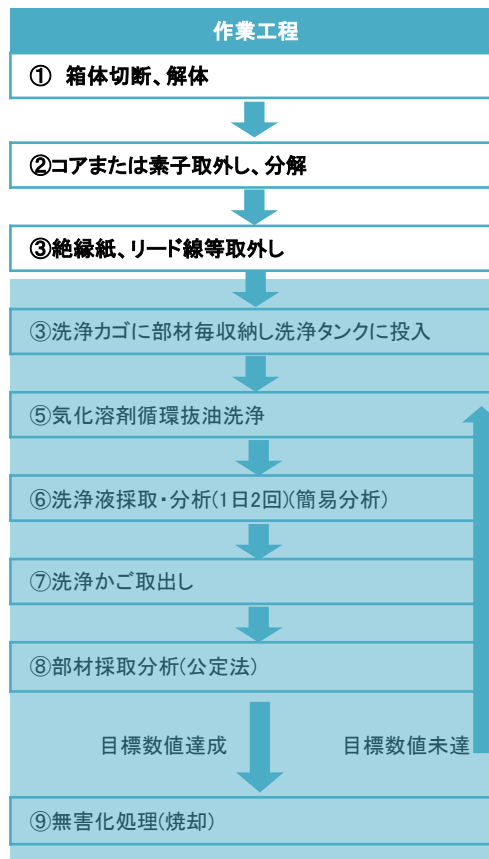 作業工程
① 箱体切断、解体
②コアまたは素子取外し、分解
③絶縁紙、リード線等取外し
③洗浄カゴに部材毎収納し洗浄タンクに投入
⑤気化溶剤循環抜油洗浄
⑥洗浄液採取・分析(1日2回)(簡易分析)
⑦洗浄かご取出し
⑧部材採取分析(公定法)
目標数値達成 目標数値未達
⑨無害化処理(焼却)